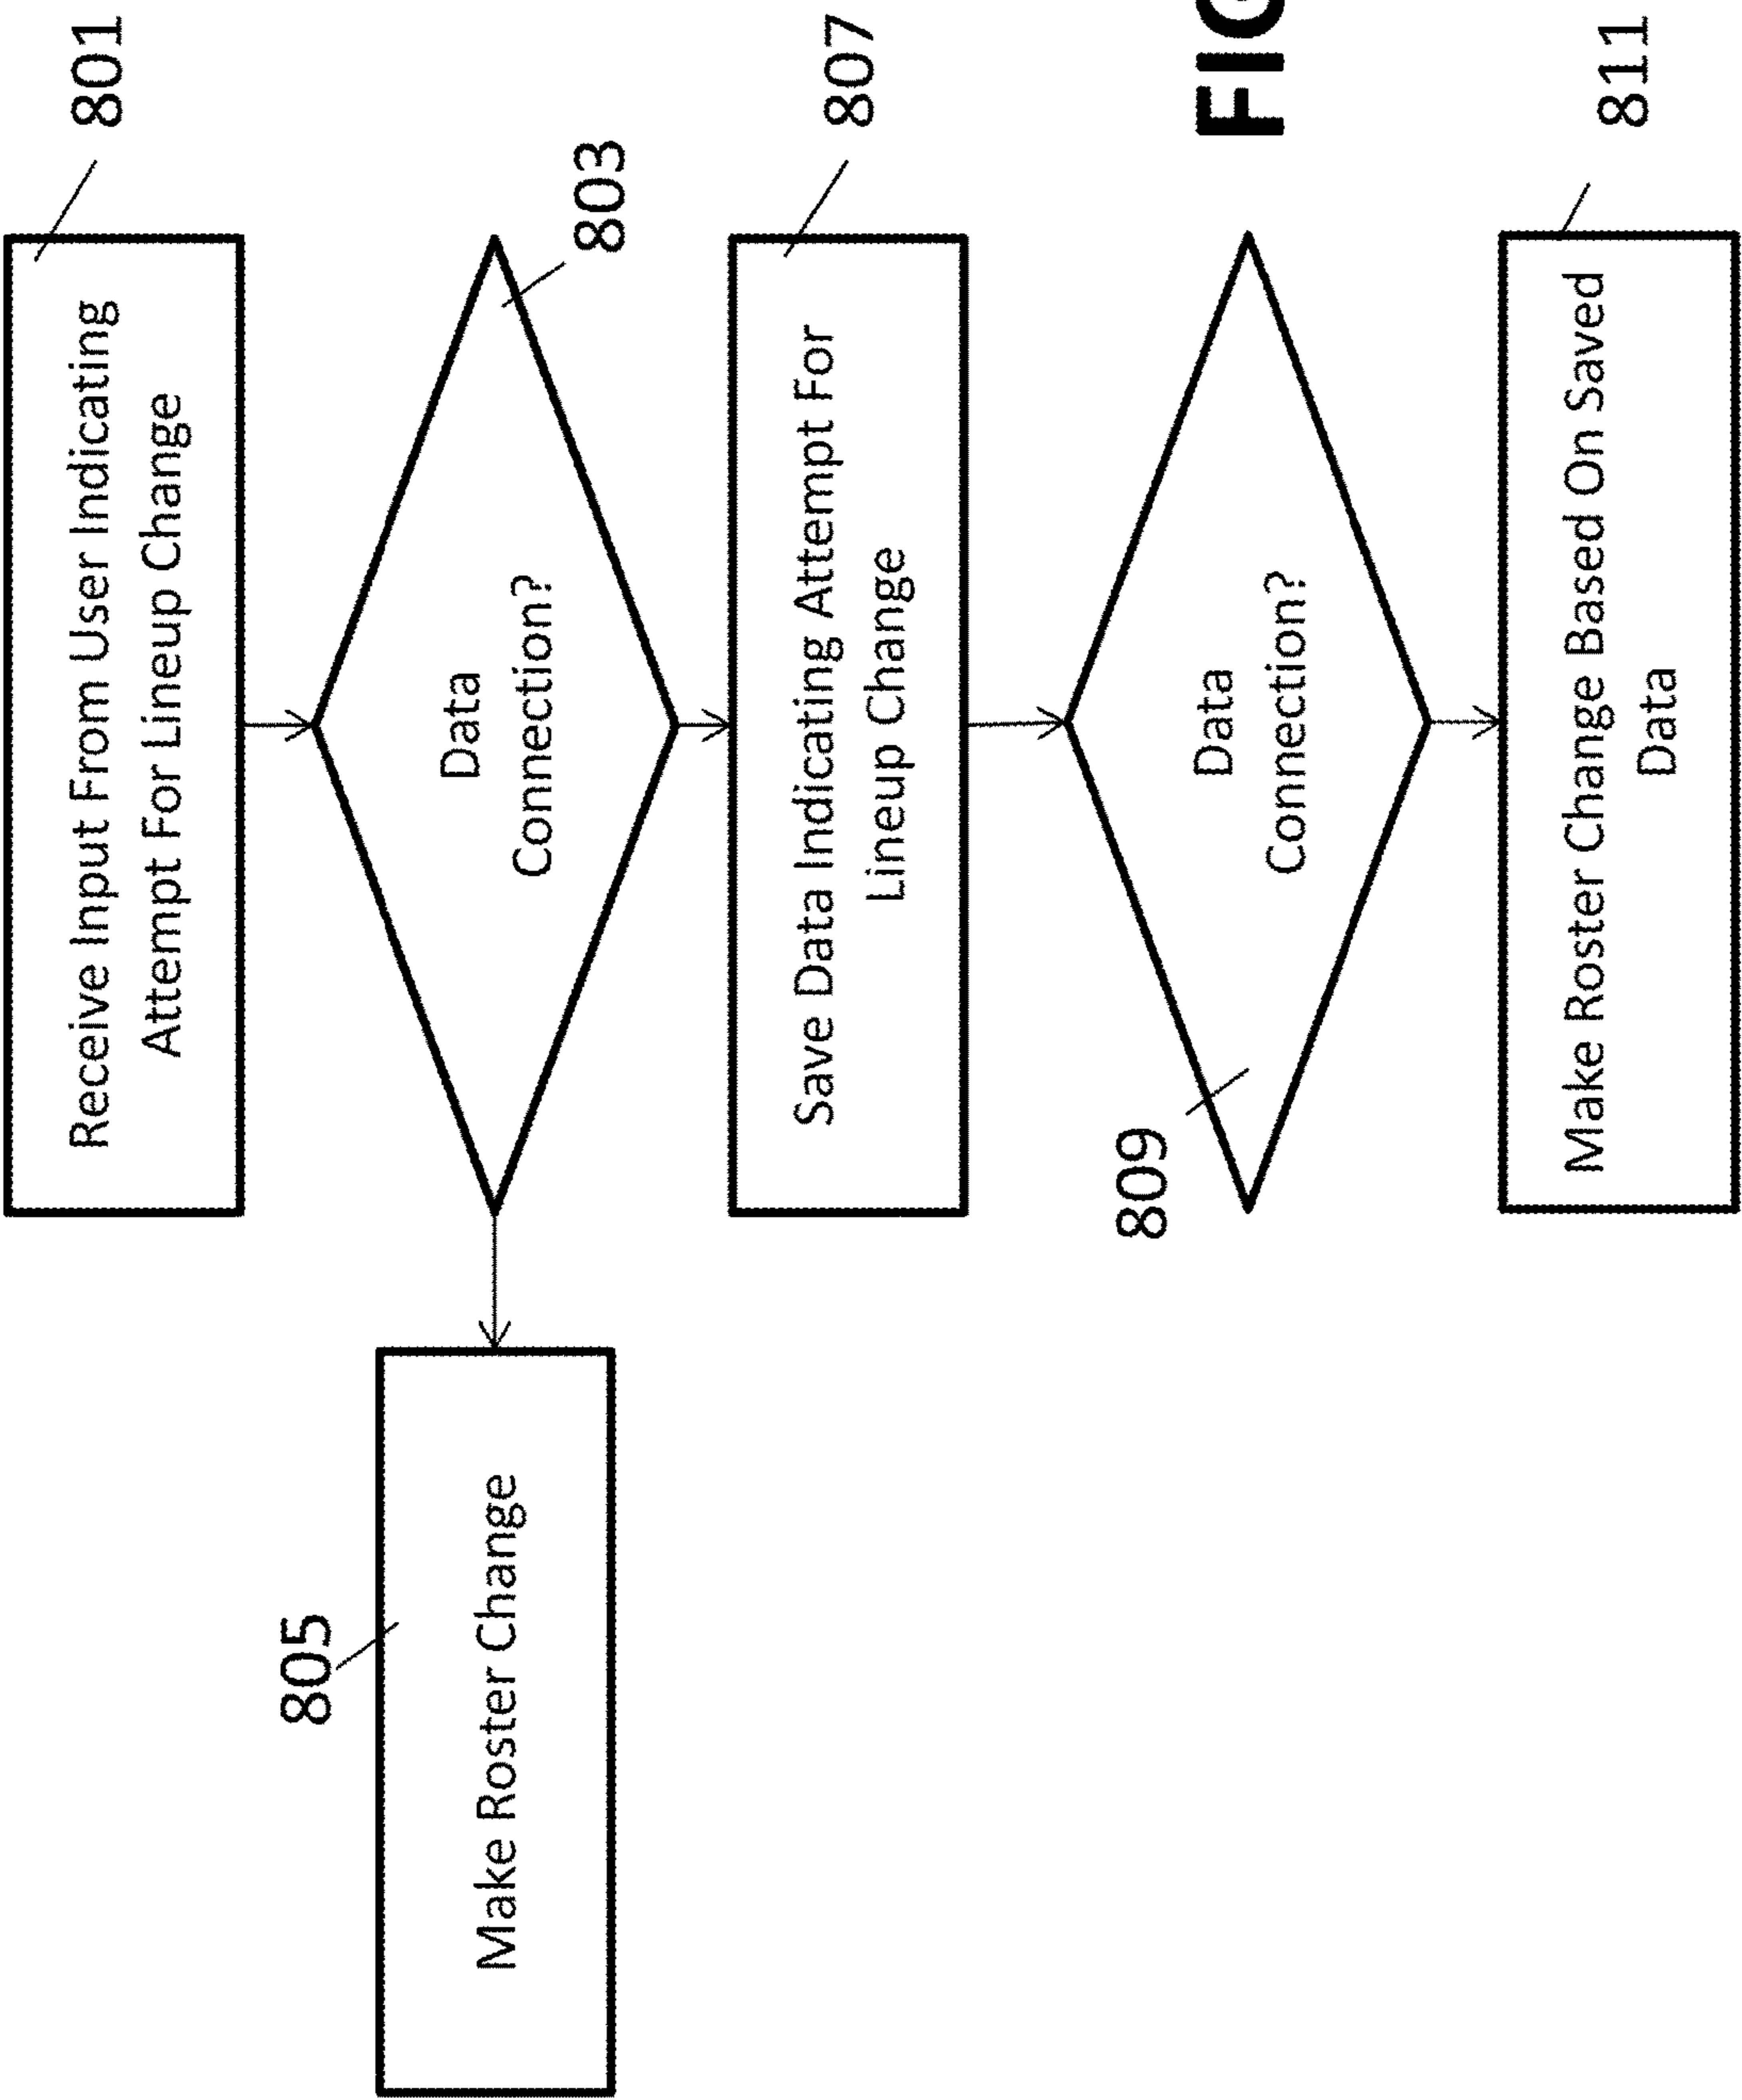 Receive Input From User Indicating
Attempt For Lineup Change
801
Data
Connection?
803
Make Roster Change
805
Save Data Indicating Attempt For
Lineup Change
807
Data
Connection?
809
FIG
Make Roster Change Based On Saved
Data
811